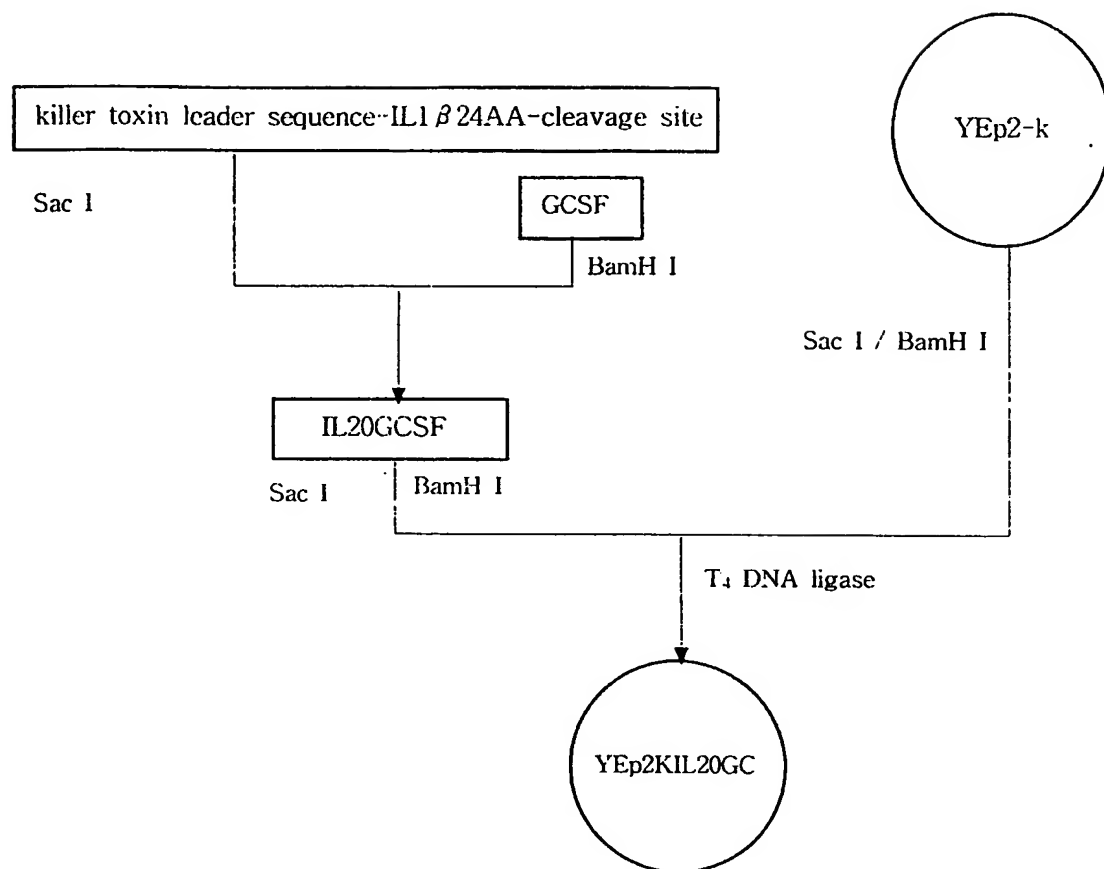 killer toxin leader sequence--IL1β24AA-cleavage site
YEp2-k
Sac I
GCSF
BamH I
Sac I / BamH I
IL20GCSF
Sac I
BamH I
T4 DNA ligase
YEp2KIL20GC